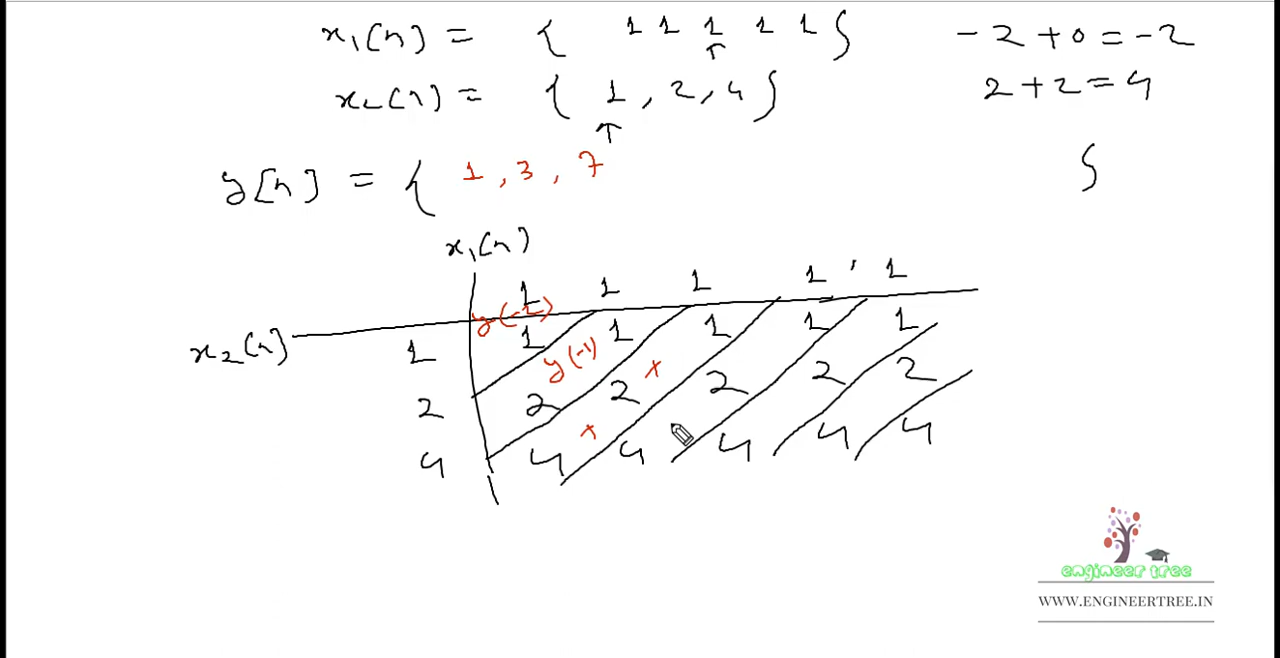 x₁(n) = { 1 1 1 1 1 } -2 + 0 = -2
↑
x₂(n) = { 1 , 2 , 4 } 2 + 2 = 4
↑
y[n] = { 1 , 3 , 7 }
x₁(n)
1 1 1 1 ' 1
y(-2)
x₂(n) 1 1 1 1 1 1
y(-1) x
2 2 2 2 2 2
x
4 4 4 4 4 4
engineer tree
WWW.ENGINEERTREE.IN